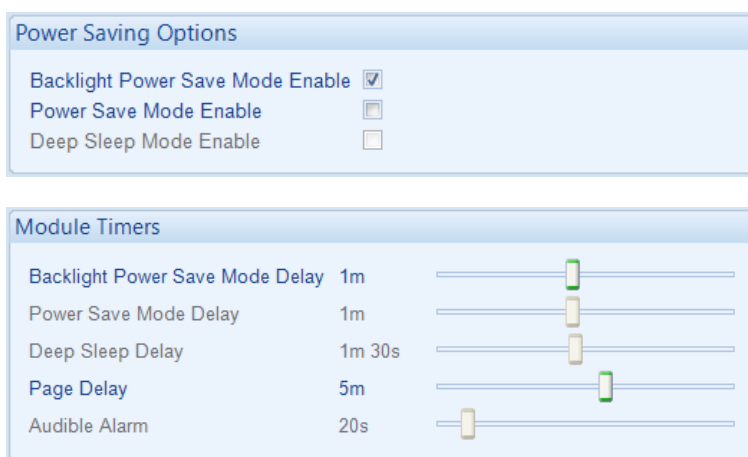 Power Saving Options
Backlight Power Save Mode Enable
Power Save Mode Enable
Deep Sleep Mode Enable
Module Timers
Backlight Power Save Mode Delay 1m
Power Save Mode Delay 1m
Deep Sleep Delay 1m 30s
Page Delay 5m
Audible Alarm 20s